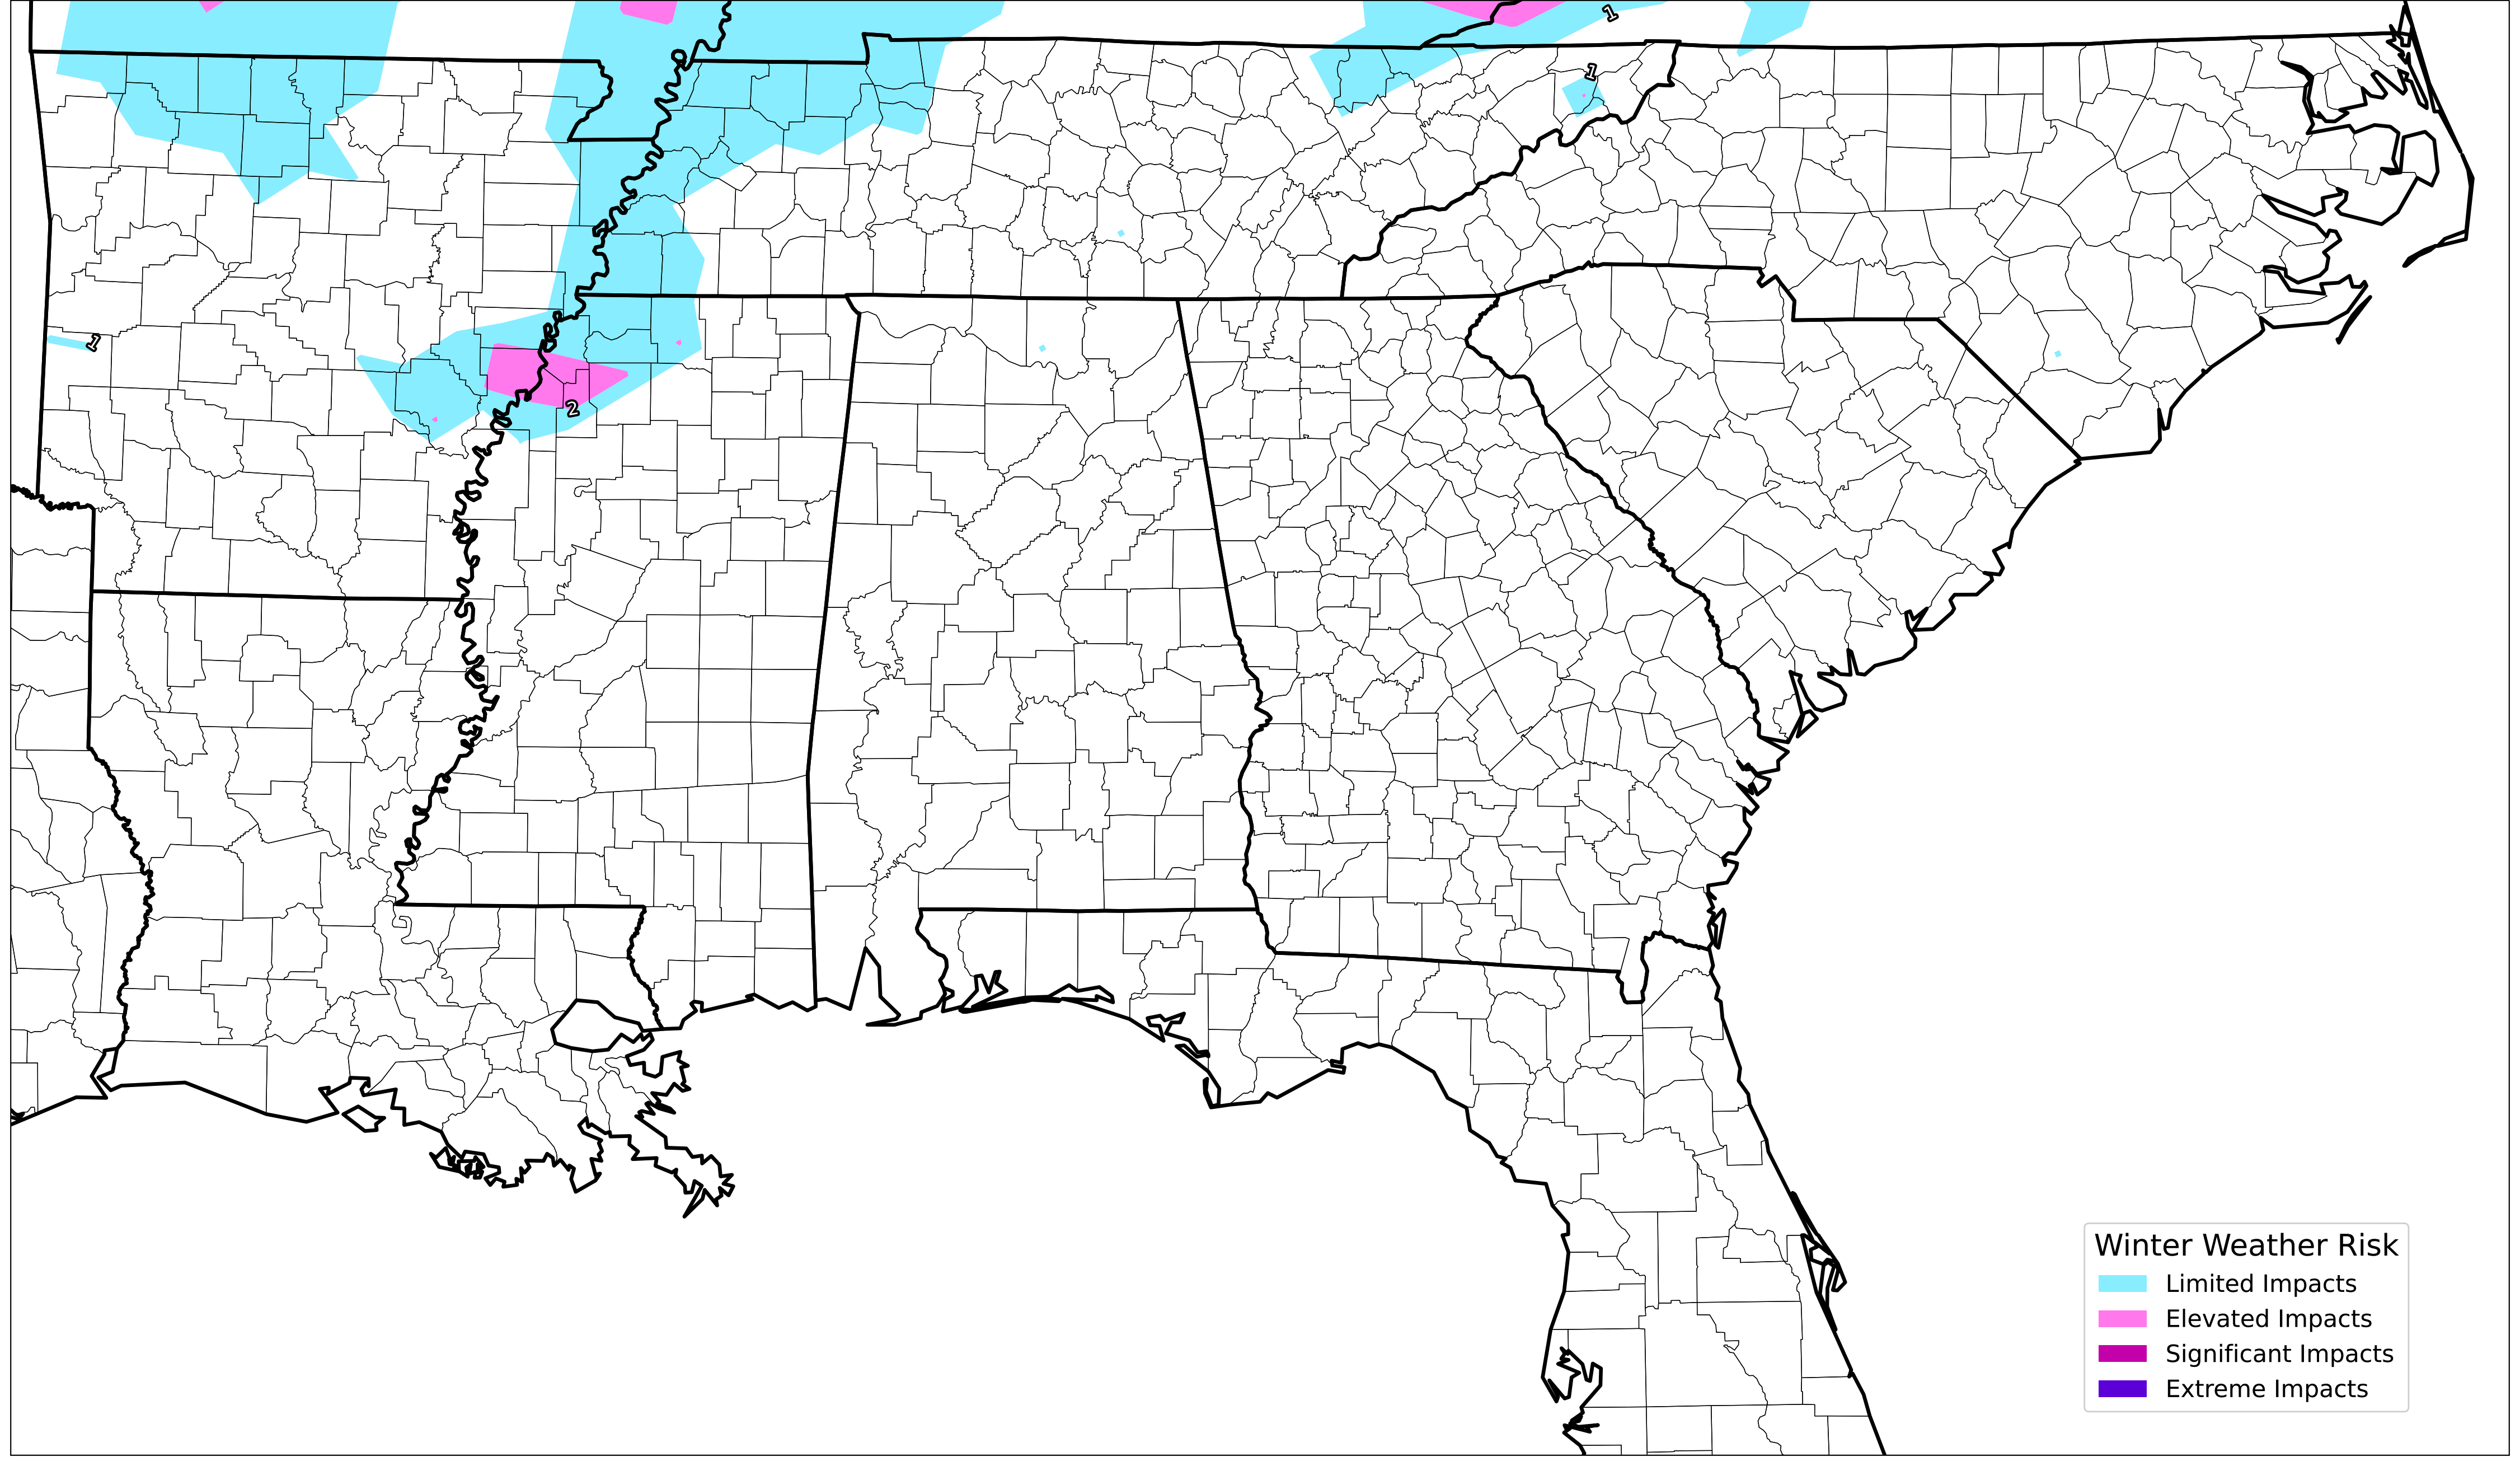 1
1
1
2
Winter Weather Risk
Limited Impacts
Elevated Impacts
Significant Impacts
Extreme Impacts